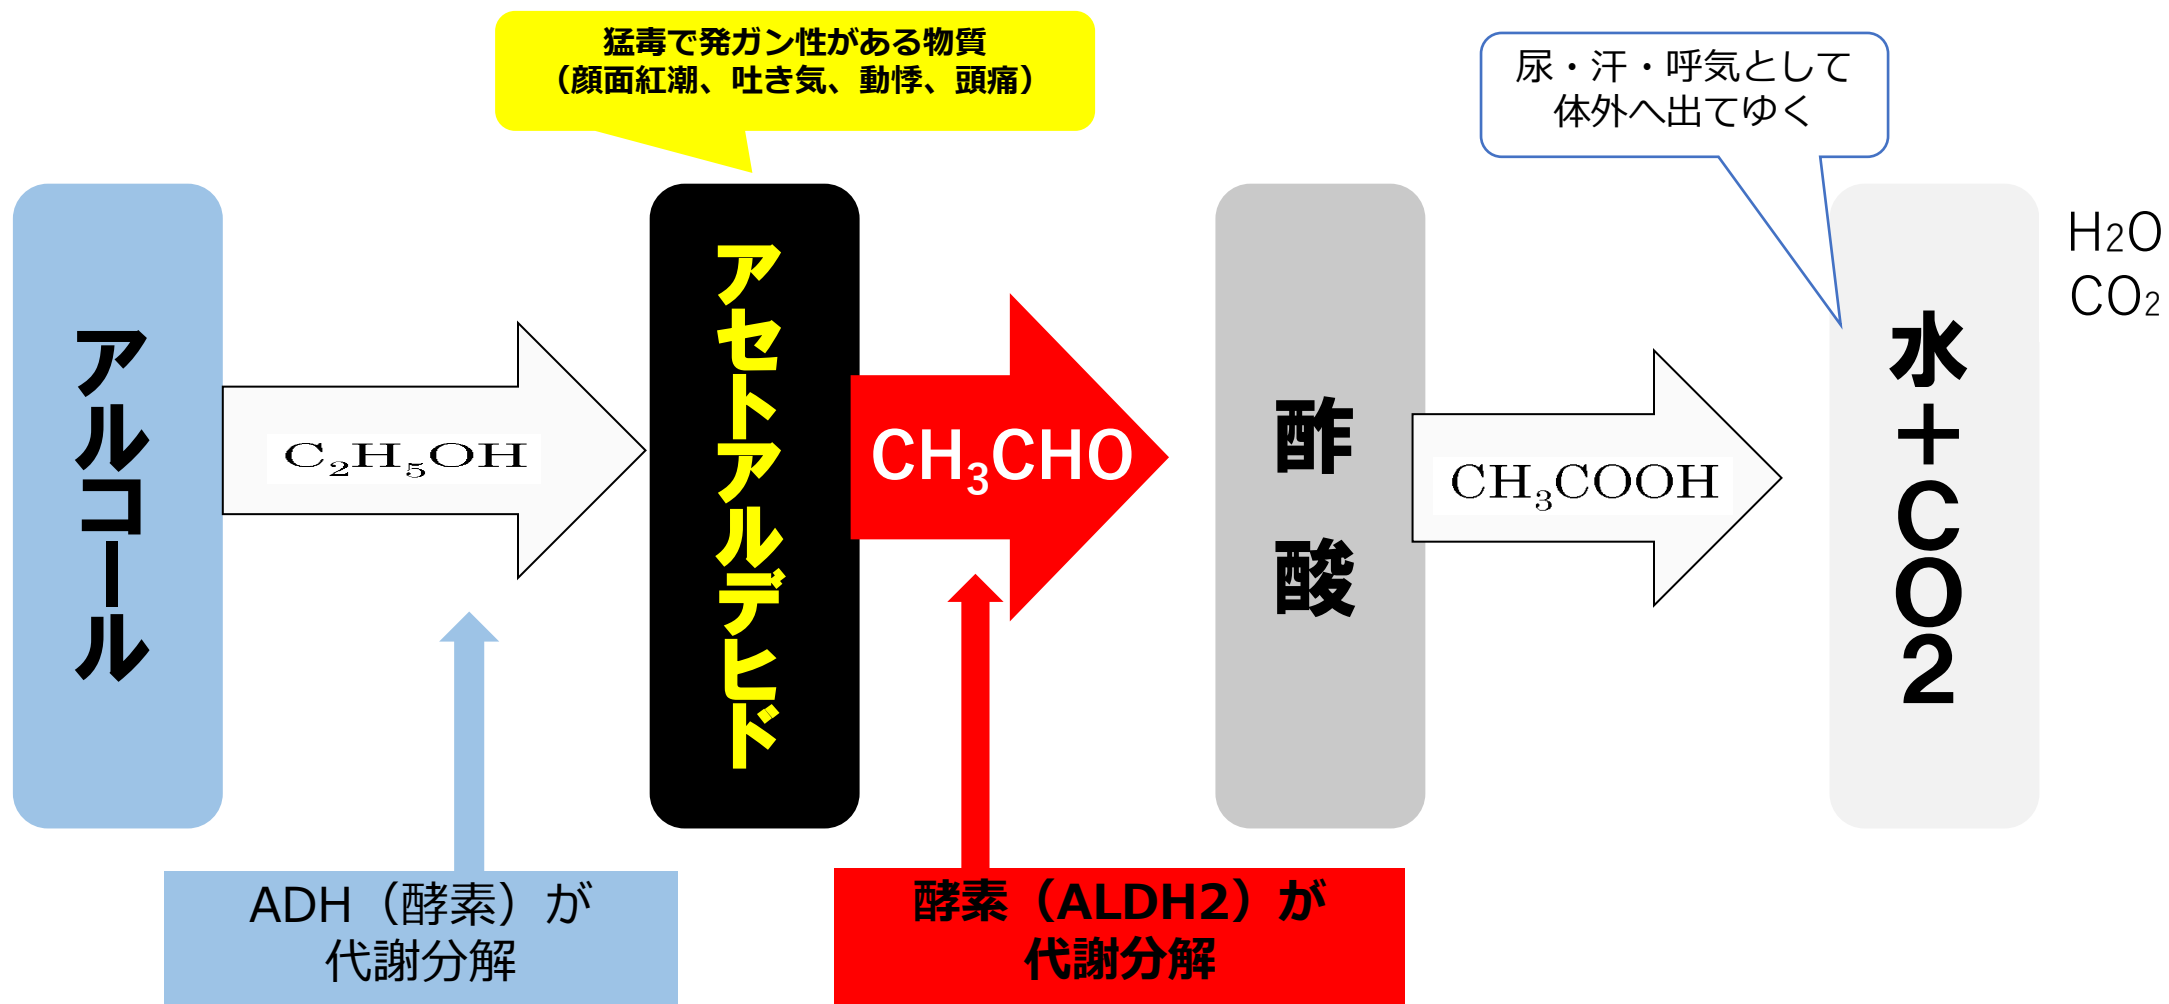 猛毒で発ガン性がある物質
（顔面紅潮、吐き気、動悸、頭痛）
尿・汗・呼気として
体外へ出てゆく
アルコール
C₂H₅OH
アセトアルデヒド
CH₃CHO
酢酸
CH₃COOH
水＋CO2
H2O
CO2
ADH（酵素）が
代謝分解
酵素（ALDH2）が
代謝分解